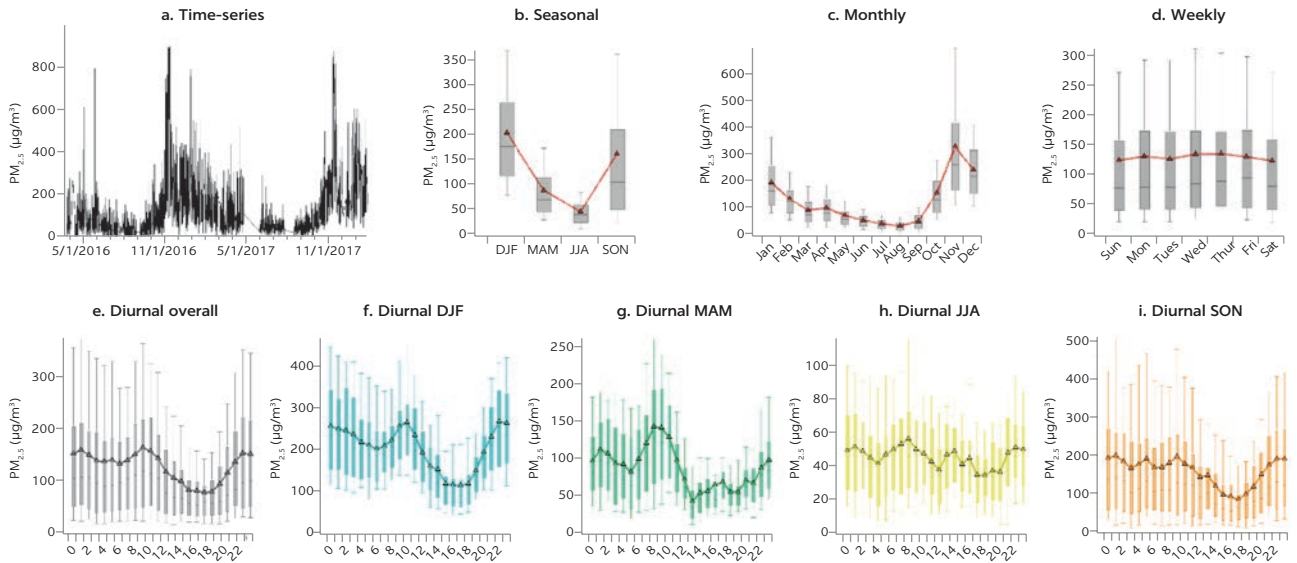 a. Time-series
PM2.5 (µg/m³)
800
600
400
200
0
5/1/2016 11/1/2016 5/1/2017 11/1/2017
b. Seasonal
PM2.5 (µg/m³)
350
300
250
200
150
100
50
0
DJF MAM JJA SON
c. Monthly
PM2.5 (µg/m³)
600
500
400
300
200
100
0
Jan Feb Mar Apr May Jun Jul Aug Sep Oct Nov Dec
d. Weekly
PM2.5 (µg/m³)
300
250
200
150
100
50
0
Sun Mon Tues Wed Thur Fri Sat
e. Diurnal overall
PM2.5 (µg/m³)
300
200
100
0
0 2 4 6 8 10 12 14 16 18 20 22
f. Diurnal DJF
PM2.5 (µg/m³)
400
300
200
100
0
0 2 4 6 8 10 12 14 16 18 20 22
g. Diurnal MAM
PM2.5 (µg/m³)
250
200
150
100
50
0
0 2 4 6 8 10 12 14 16 18 20 22
h. Diurnal JJA
PM2.5 (µg/m³)
100
80
60
40
20
0
0 2 4 6 8 10 12 14 16 18 20 22
i. Diurnal SON
PM2.5 (µg/m³)
500
400
300
200
100
0
0 2 4 6 8 10 12 14 16 18 20 22